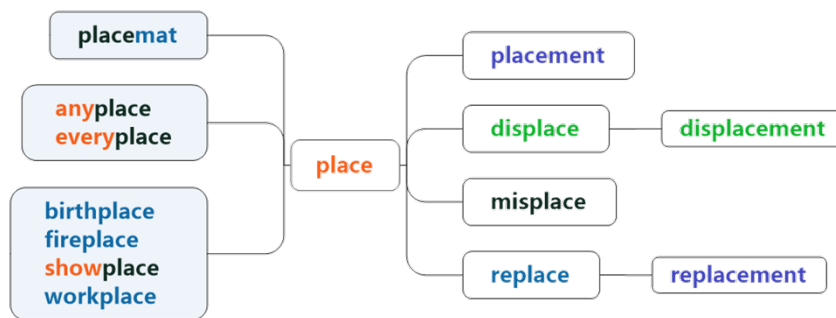 placemat
anyplace
everyplace
birthplace
fireplace
showplace
workplace
place
placement
displace
displacement
misplace
replace
replacement